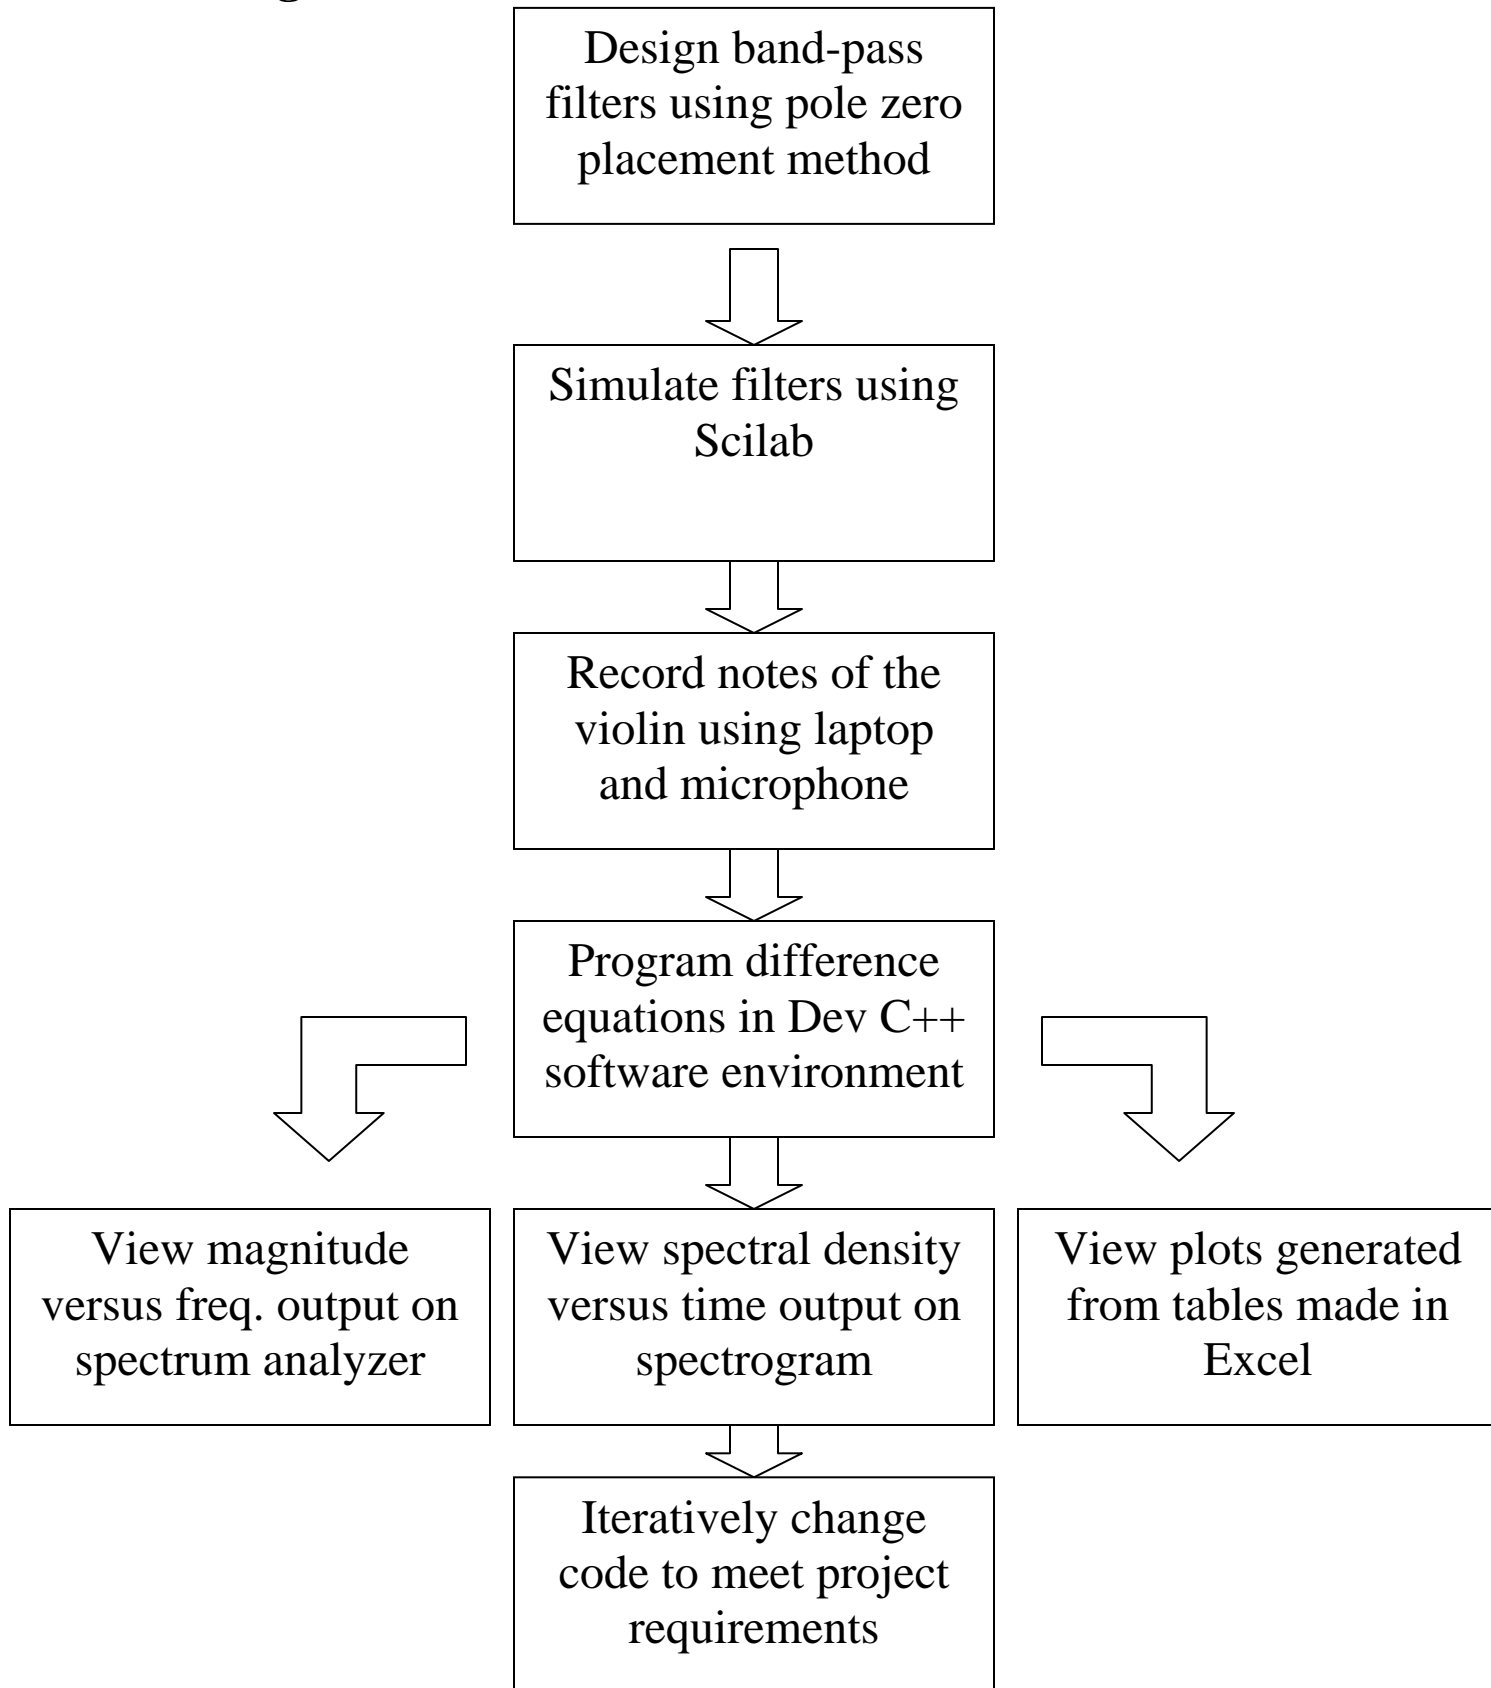 Design band-pass
filters using pole zero
placement method
Simulate filters using
Scilab
Record notes of the
violin using laptop
and microphone
Program difference
equations in Dev C++
software environment
View magnitude
versus freq. output on
spectrum analyzer
View spectral density
versus time output on
spectrogram
View plots generated
from tables made in
Excel
Iteratively change
code to meet project
requirements